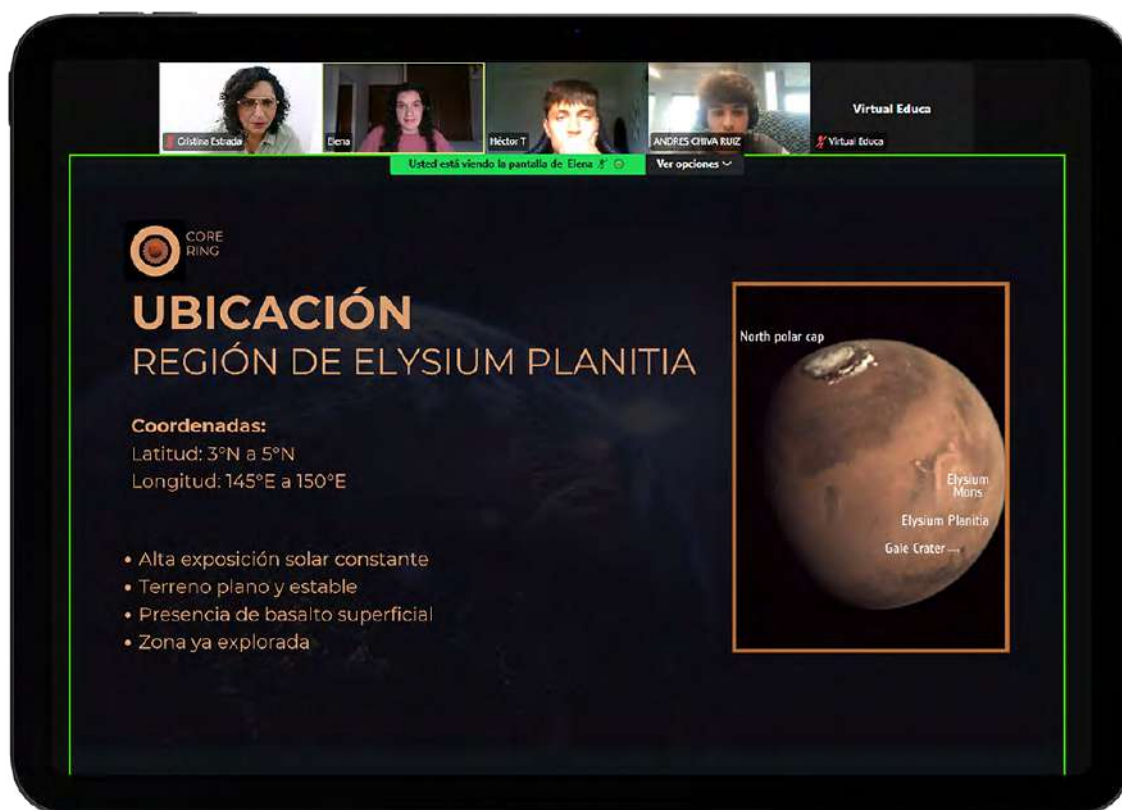 Cristina Estrada
Elena
Héctor T
ANDRES CHIVA RUIZ
Virtual Educa
Virtual Educa
Usted está viendo la pantalla de Elena
Ver opciones
CORE
RING
UBICACIÓN
REGIÓN DE ELYSIUM PLANITIA
Coordenadas:
Latitud: 3°N a 5°N
Longitud: 145°E a 150°E
• Alta exposición solar constante
• Terreno plano y estable
• Presencia de basalto superficial
• Zona ya explorada
North polar cap
Elysium
Mons
Elysium Planitia
Gale Crater